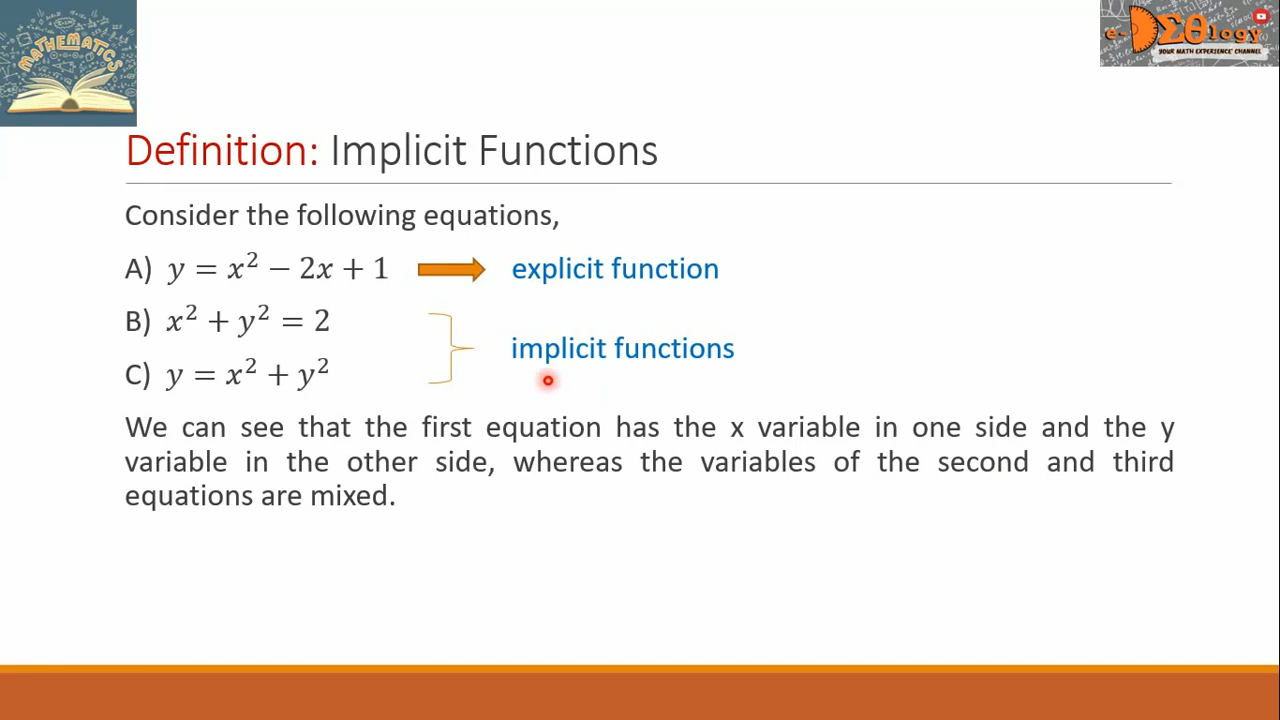 MATHEMATICS
e-DΣθlogy
YOUR MATH EXPERIENCE CHANNEL
Definition: Implicit Functions
Consider the following equations,
A) y = x² − 2x + 1 explicit function
B) x² + y² = 2
implicit functions
C) y = x² + y²
We can see that the first equation has the x variable in one side and the y
variable in the other side, whereas the variables of the second and third
equations are mixed.